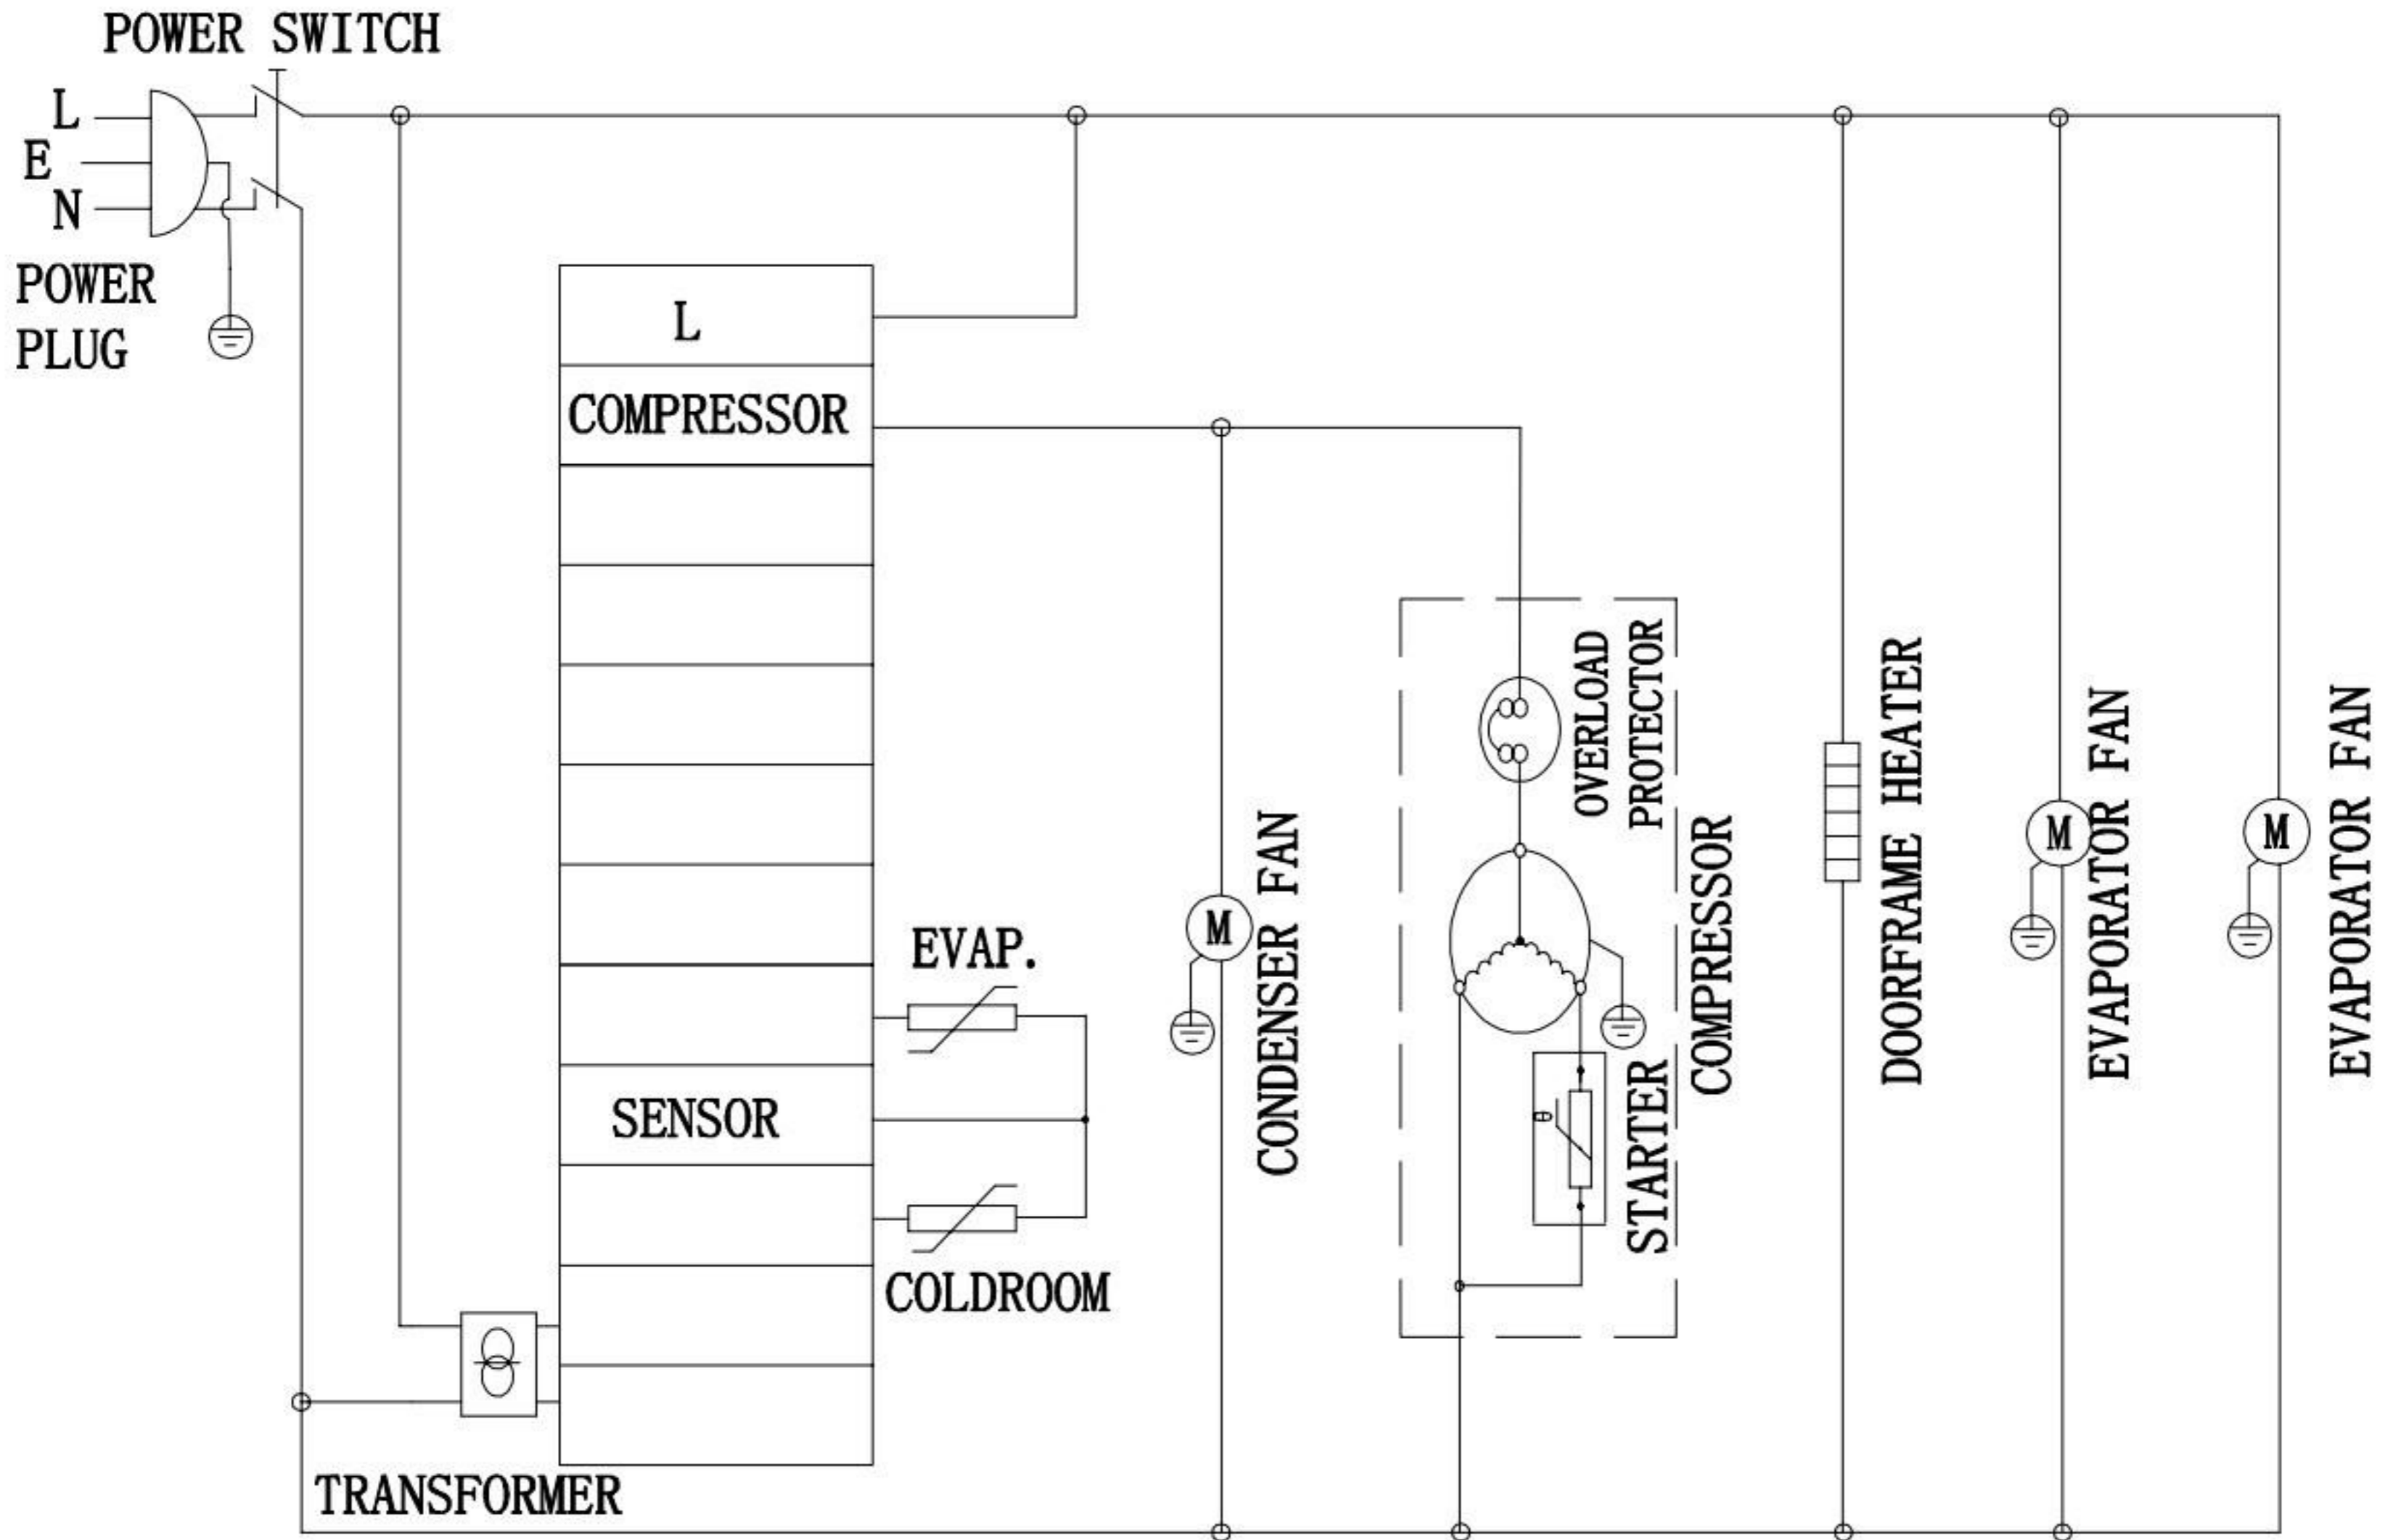 POWER SWITCH
L
E
N
POWER
PLUG
L
COMPRESSOR
SENSOR
EVAP.
COLDROOM
TRANSFORMER
M
CONDENSER FAN
OVERLOAD
PROTECTOR
COMPRESSOR
θ
STARTER
DOORFRAME HEATER
M
EVAPORATOR FAN
M
EVAPORATOR FAN